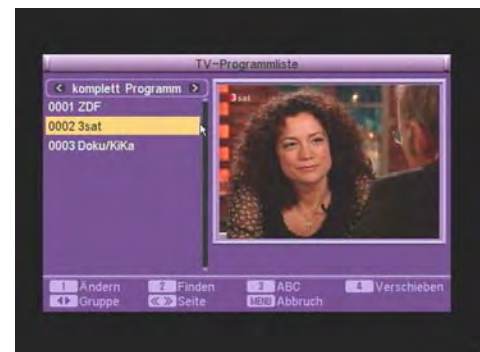 TV-Programmliste
< komplett Programm >
0001 ZDF
0002 3sat
0003 Doku/KiKa
3sat
1 Ändern 2 Finden 3 ABC 4 Verschieben
◄► Gruppe ≪ ≫ Seite MENU Abbruch